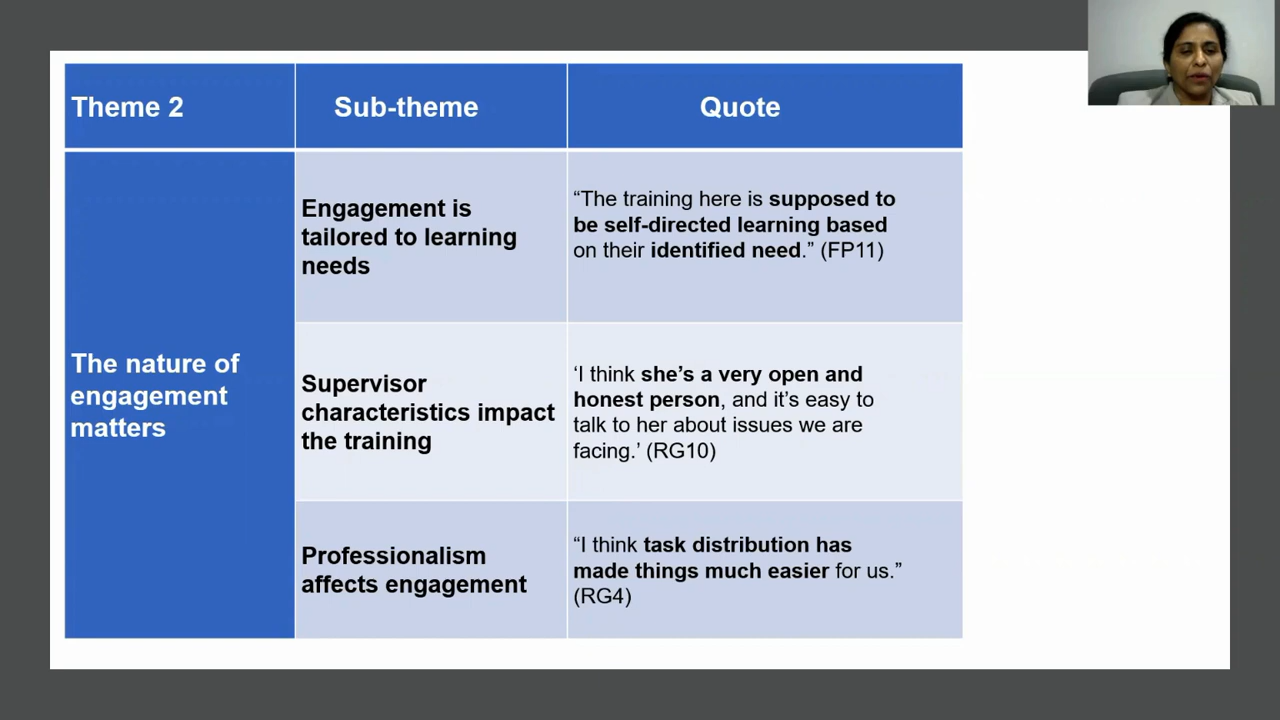 Theme 2
Sub-theme
Quote
The nature of
engagement
matters
Engagement is
tailored to learning
needs
“The training here is supposed to
be self-directed learning based
on their identified need.” (FP11)
Supervisor
characteristics impact
the training
‘I think she’s a very open and
honest person, and it’s easy to
talk to her about issues we are
facing.’ (RG10)
Professionalism
affects engagement
“I think task distribution has
made things much easier for us.”
(RG4)